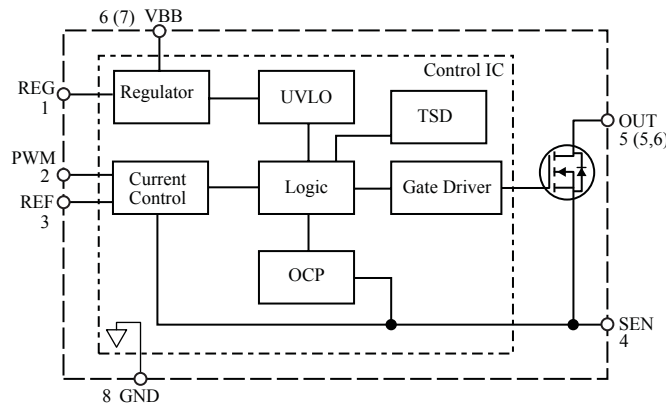 6 (7) VBB
Control IC
REG
1
Regulator
UVLO
TSD
OUT
5 (5,6)
PWM
2
REF
3
Current
Control
Logic
Gate Driver
OCP
SEN
4
8 GND